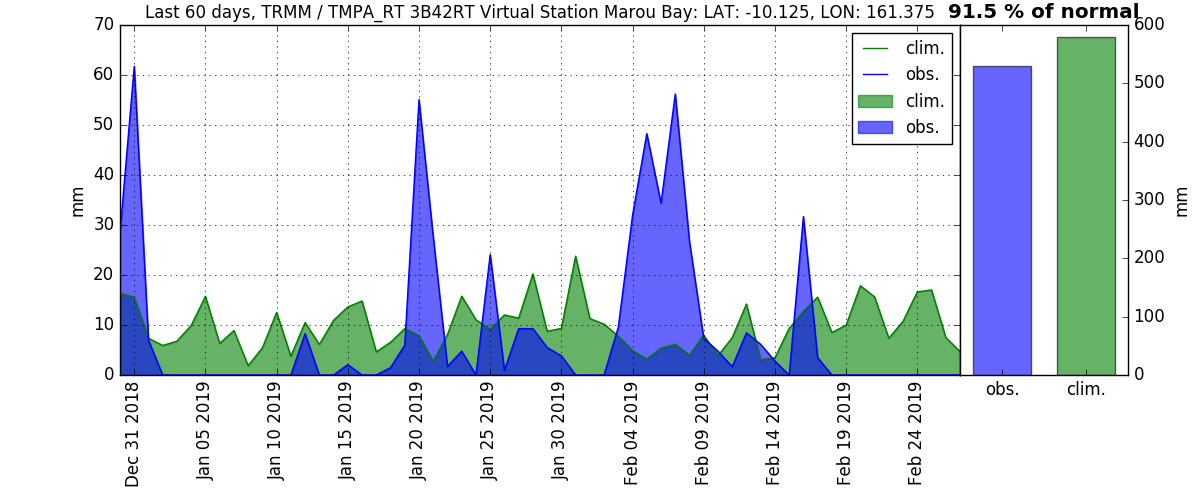 Last 60 days, TRMM / TMPA_RT 3B42RT Virtual Station Marou Bay: LAT: -10.125, LON: 161.375
91.5 % of normal
70
60
50
40
30
20
10
0
mm
clim.
obs.
clim.
obs.
Dec 31 2018
Jan 05 2019
Jan 10 2019
Jan 15 2019
Jan 20 2019
Jan 25 2019
Jan 30 2019
Feb 04 2019
Feb 09 2019
Feb 14 2019
Feb 19 2019
Feb 24 2019
600
500
400
300
200
100
0
mm
obs.
clim.